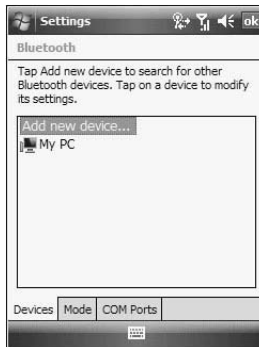 Settings
ok
Bluetooth
Tap Add new device to search for other
Bluetooth devices. Tap on a device to modify
its settings.
Add new device...
My PC
Devices Mode COM Ports